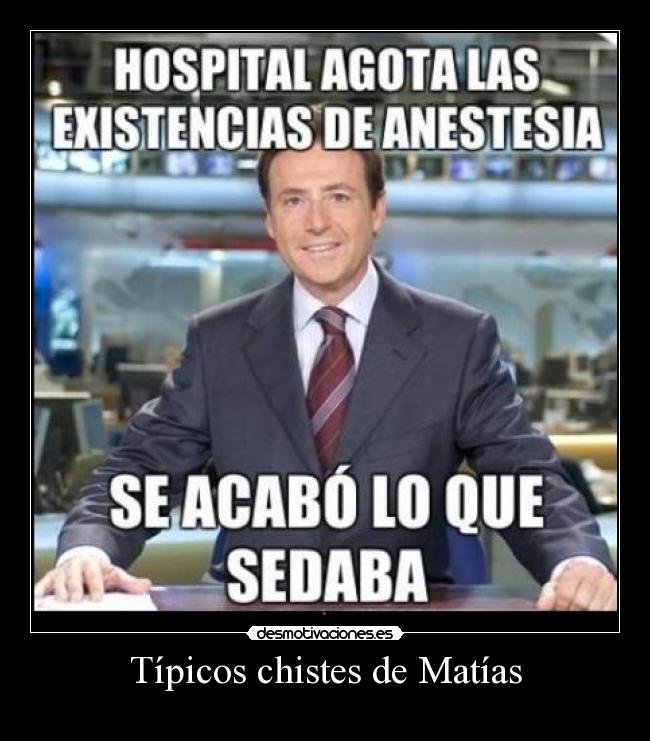 HOSPITAL AGOTA LAS
EXISTENCIAS DE ANESTESIA
SE ACABÓ LO QUE
SEDABA
desmotivaciones.es
Típicos chistes de Matías